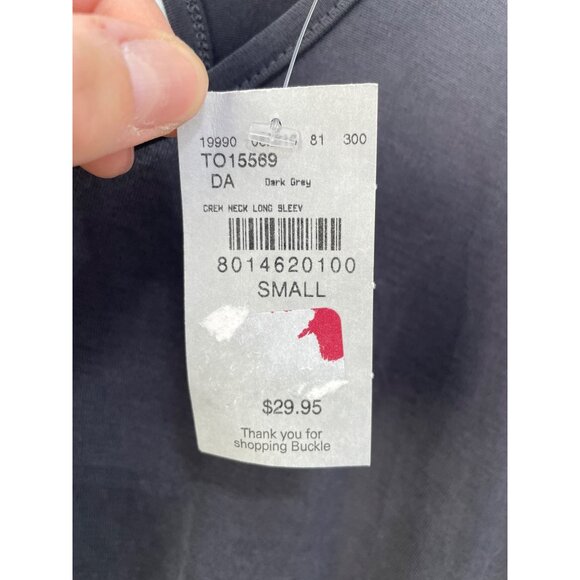 19990 81 300
TO15569
DA Dark Grey
CREW NECK LONG SLEEV
8014620100
SMALL
$29.95
Thank you for
shopping Buckle